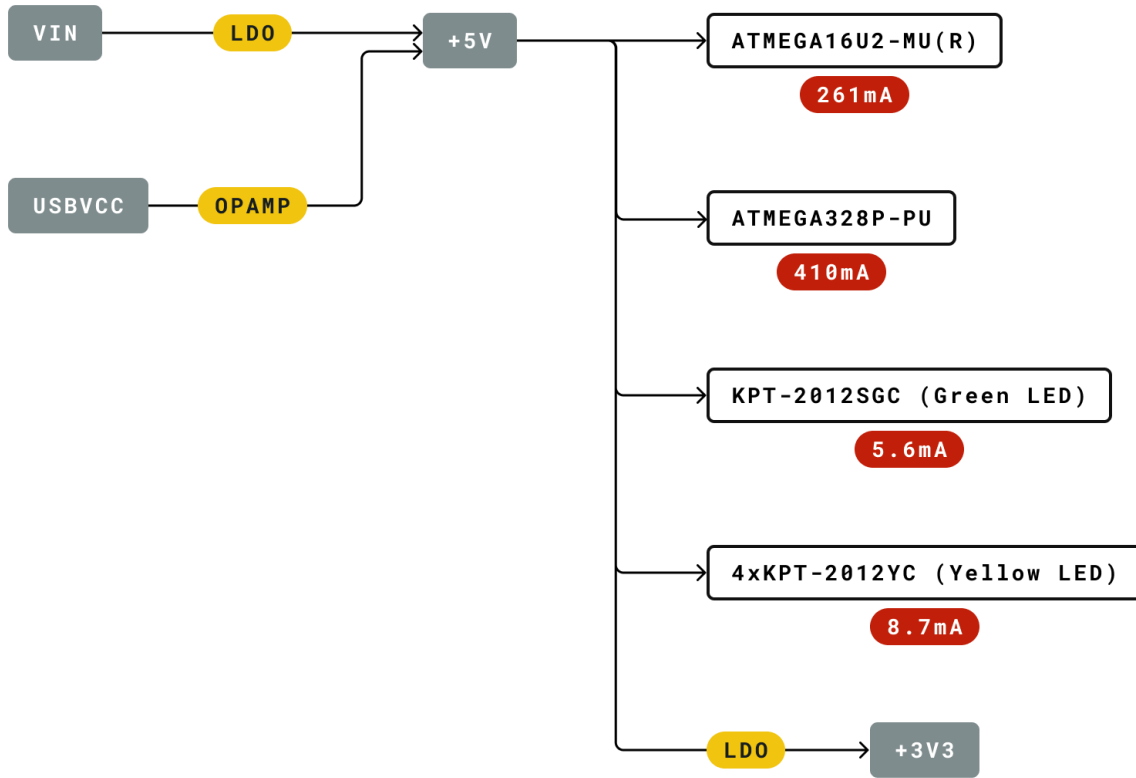 VIN
LDO
+5V
ATMEGA16U2-MU(R)
261mA
USBVCC
OPAMP
ATMEGA328P-PU
410mA
KPT-2012SGC (Green LED)
5.6mA
4xKPT-2012YC (Yellow LED)
8.7mA
LDO
+3V3